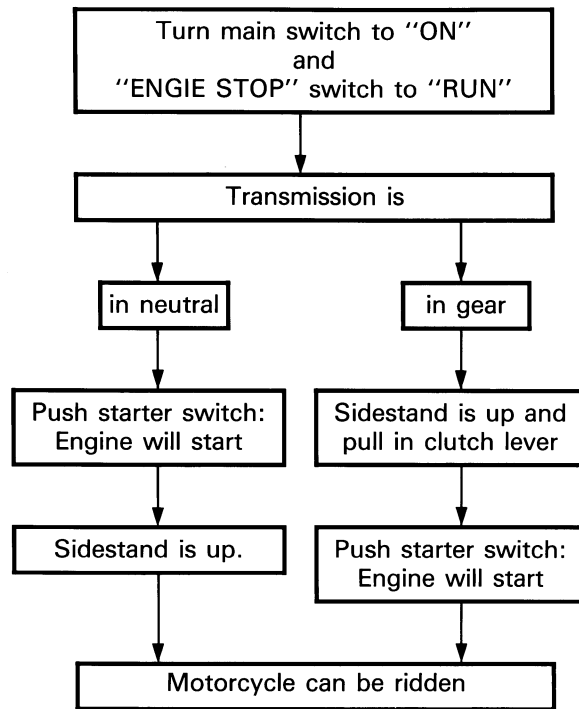 Turn main switch to “ON”
and
“ENGIE STOP” switch to “RUN”
Transmission is
in neutral
in gear
Push starter switch:
Engine will start
Sidestand is up and
pull in clutch lever
Sidestand is up.
Push starter switch:
Engine will start
Motorcycle can be ridden